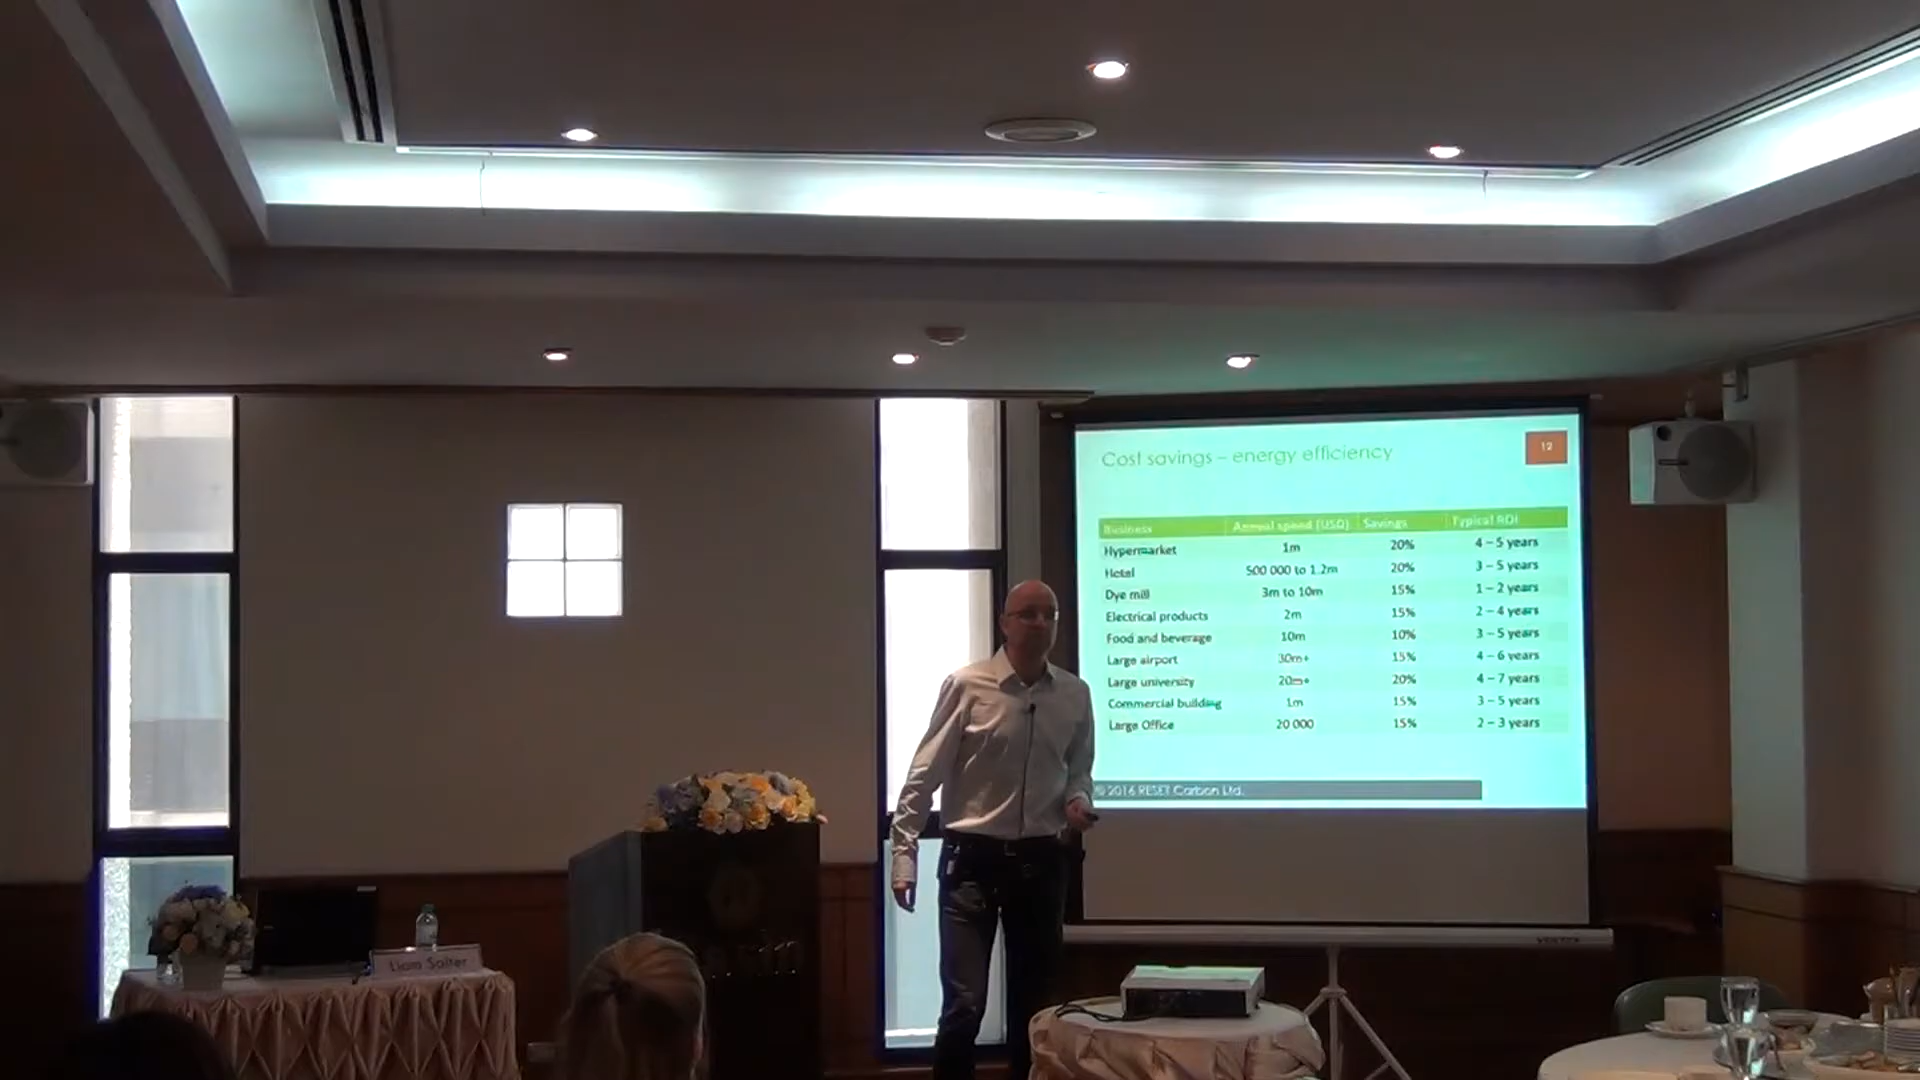 Cost savings – energy efficiency
12
Business Annual spend (USD) Savings Typical ROI
Hypermarket 1m 20% 4 – 5 years
Hotel 500 000 to 1.2m 20% 3 – 5 years
Dye mill 3m to 10m 15% 1 – 2 years
Electrical products 2m 15% 2 – 4 years
Food and beverage 10m 10% 3 – 5 years
Large airport 30m+ 15% 4 – 6 years
Large university 20m+ 20% 4 – 7 years
Commercial building 1m 15% 3 – 5 years
Large Office 20 000 15% 2 – 3 years
© 2016 RESET Carbon Ltd.
Liam Salter